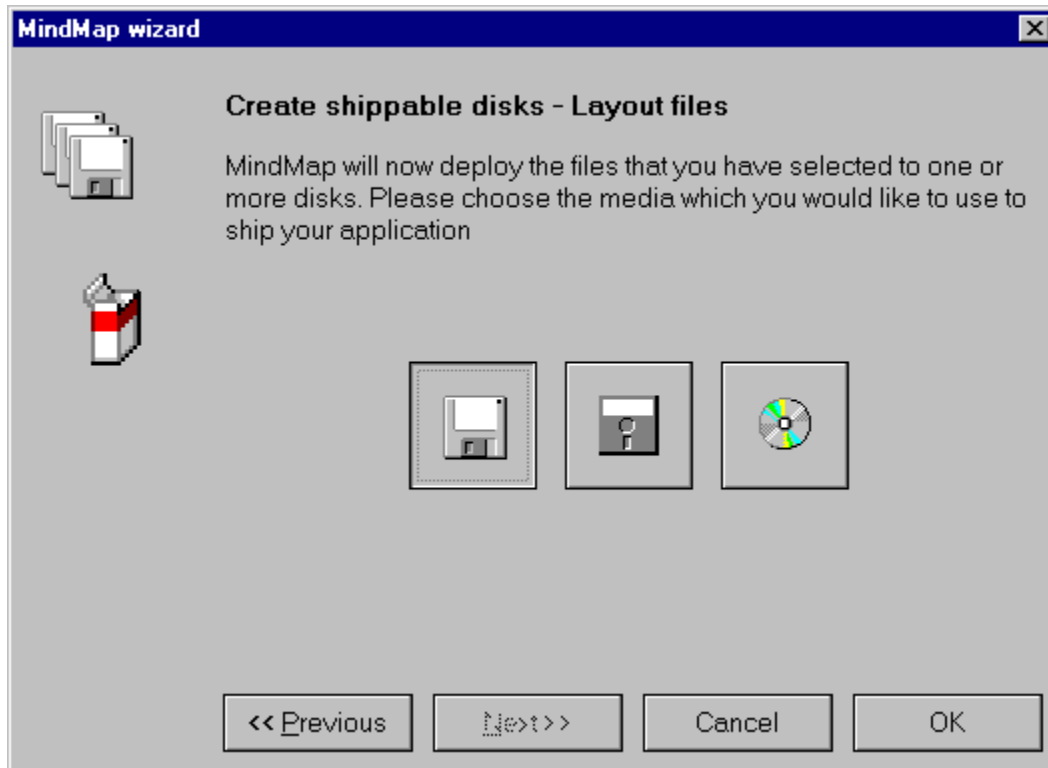 MindMap wizard
Create shippable disks - Layout files
MindMap will now deploy the files that you have selected to one or
more disks. Please choose the media which you would like to use to
ship your application
<< Previous
Next>>
Cancel
OK